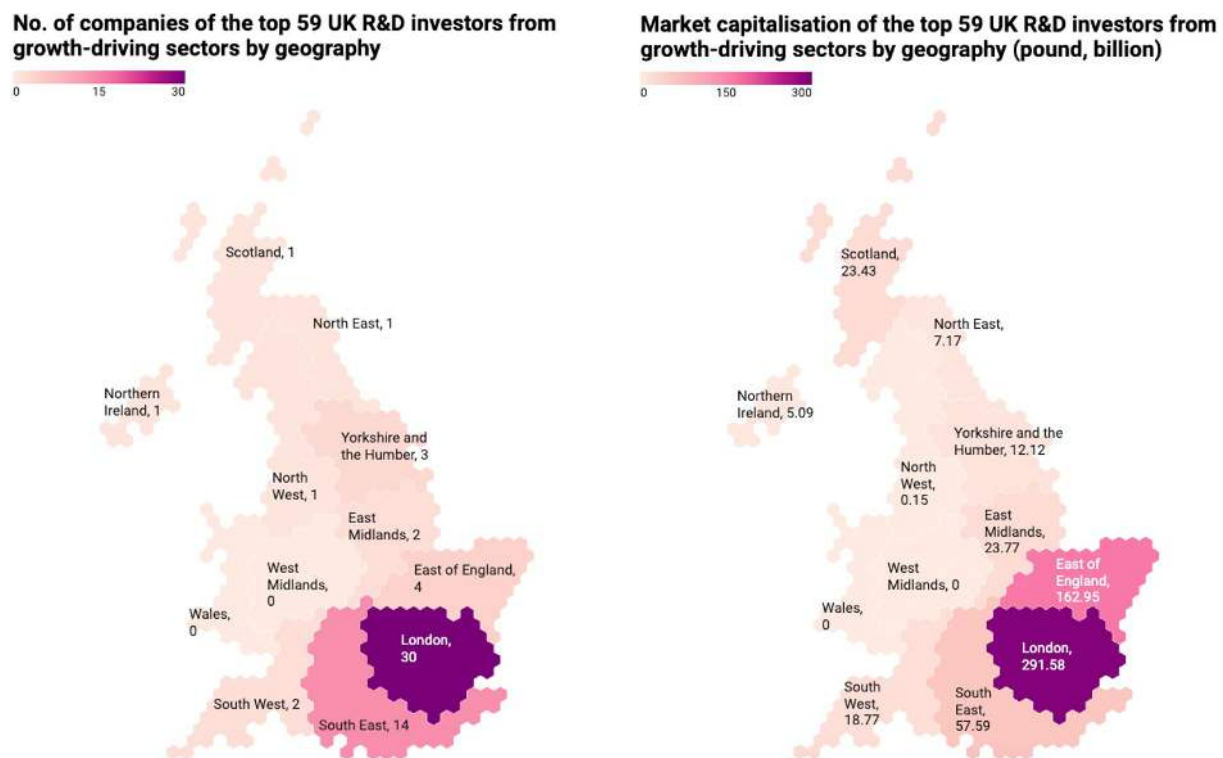 No. of companies of the top 59 UK R&D investors from
growth-driving sectors by geography
0 15 30
Scotland, 1
North East, 1
Northern
Ireland, 1
Yorkshire and
the Humber, 3
North
West, 1
East
Midlands, 2
West
Midlands,
0
East of England,
4
Wales,
0
London,
30
South West, 2
South East, 14
Market capitalisation of the top 59 UK R&D investors from
growth-driving sectors by geography (pound, billion)
0 150 300
Scotland,
23.43
North East,
7.17
Northern
Ireland, 5.09
Yorkshire and the
Humber, 12.12
North
West,
0.15
East
Midlands,
23.77
West
Midlands, 0
East of
England,
162.95
Wales,
0
London,
291.58
South
West,
18.77
South
East,
57.59